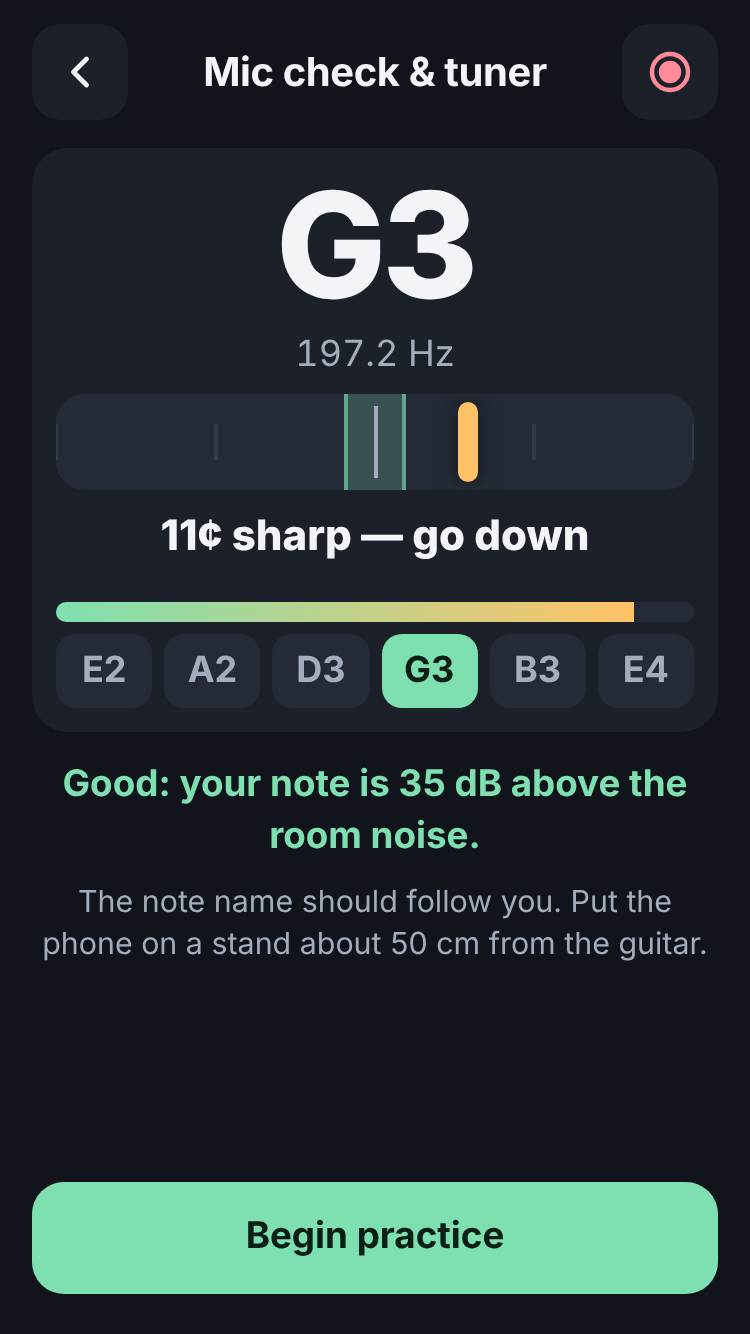 Mic check & tuner
G3
197.2 Hz
11¢ sharp — go down
E2 A2 D3 G3 B3 E4
Good: your note is 35 dB above the
room noise.
The note name should follow you. Put the
phone on a stand about 50 cm from the guitar.
Begin practice